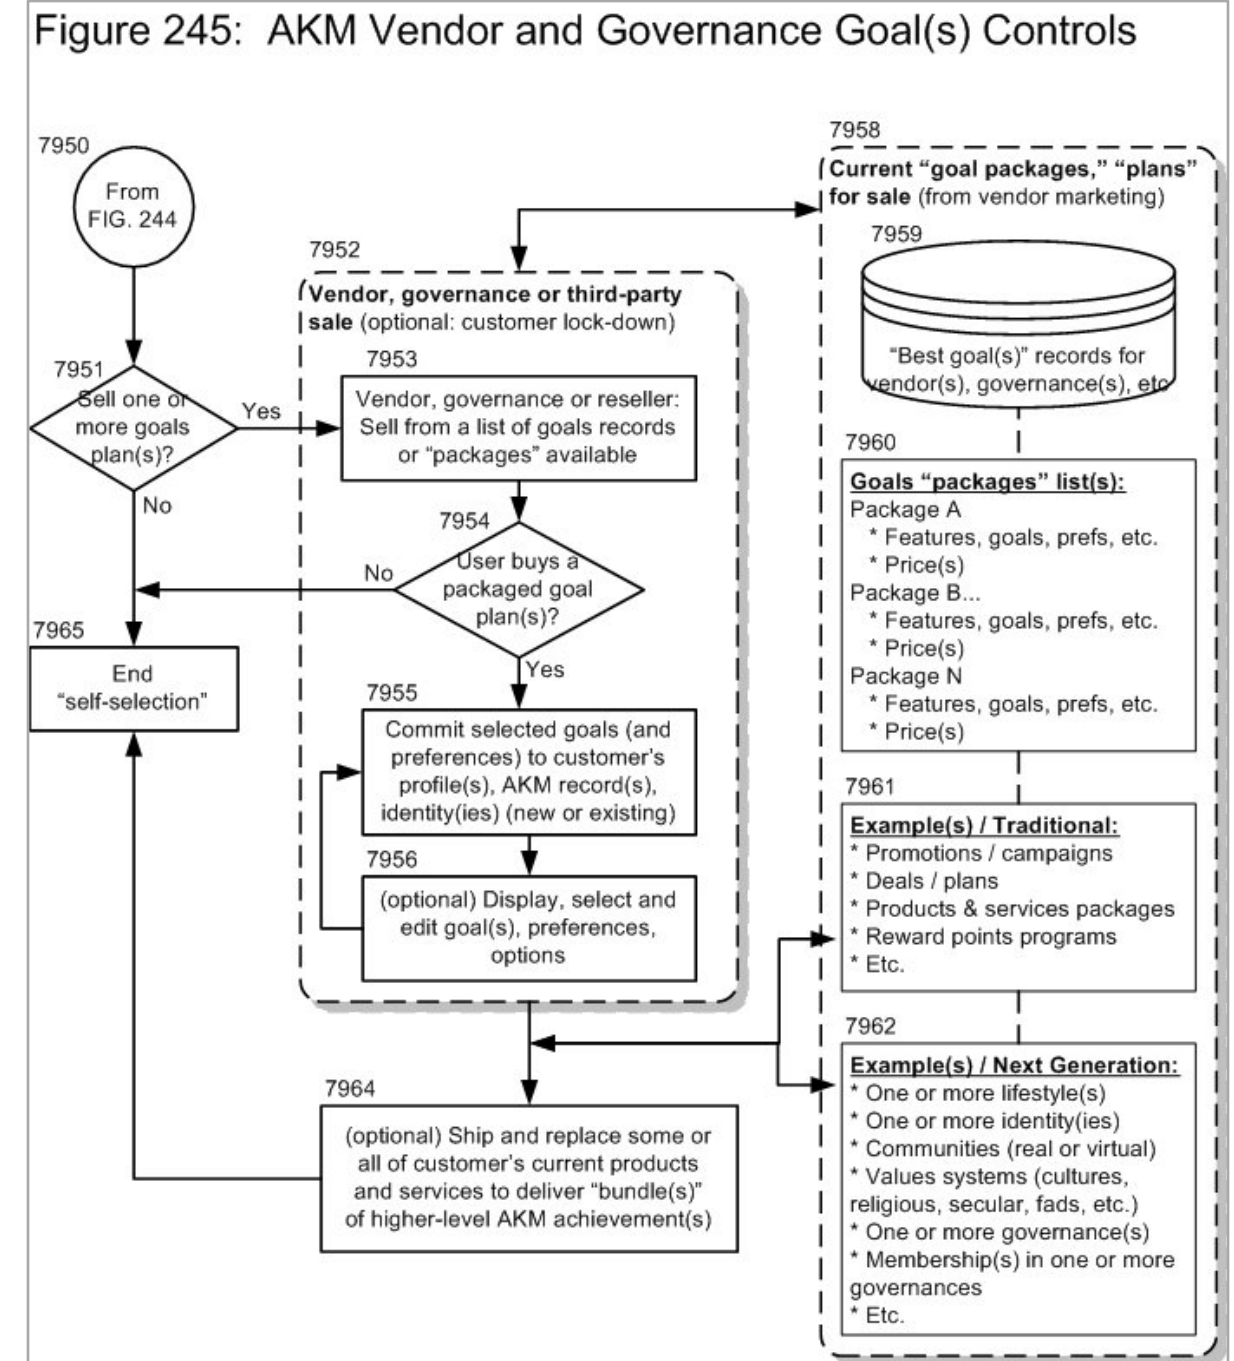 Figure 245: AKM Vendor and Governance Goal(s) Controls
7950
From
FIG. 244
7951
Sell one or
more goals
plan(s)?
Yes
No
7952
Vendor, governance or third-party
sale (optional: customer lock-down)
7953
Vendor, governance or reseller:
Sell from a list of goals records
or “packages” available
7954
User buys a
packaged goal
plan(s)?
No
Yes
7965
End
“self-selection”
7955
Commit selected goals (and
preferences) to customer’s
profile(s), AKM record(s),
identity(ies) (new or existing)
7956
(optional) Display, select and
edit goal(s), preferences,
options
7964
(optional) Ship and replace some or
all of customer’s current products
and services to deliver “bundle(s)”
of higher-level AKM achievement(s)
7958
Current “goal packages,” “plans”
for sale (from vendor marketing)
7959
“Best goal(s)” records for
vendor(s), governance(s), etc.
7960
Goals “packages” list(s):
Package A
* Features, goals, prefs, etc.
* Price(s)
Package B...
* Features, goals, prefs, etc.
* Price(s)
Package N
* Features, goals, prefs, etc.
* Price(s)
7961
Example(s) / Traditional:
* Promotions / campaigns
* Deals / plans
* Products & services packages
* Reward points programs
* Etc.
7962
Example(s) / Next Generation:
* One or more lifestyle(s)
* One or more identity(ies)
* Communities (real or virtual)
* Values systems (cultures,
religious, secular, fads, etc.)
* One or more governance(s)
* Membership(s) in one or more
governances
* Etc.